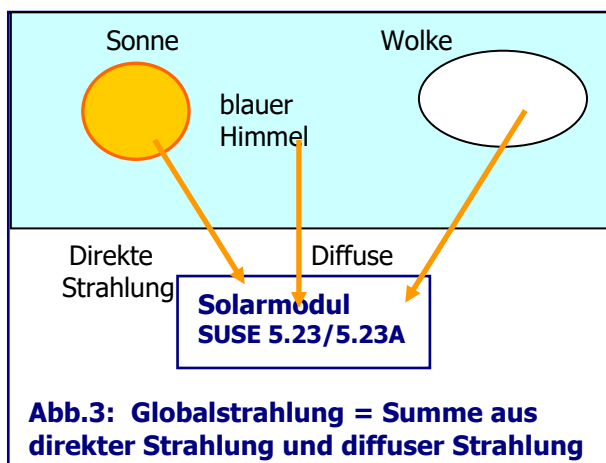 Sonne
Wolke
blauer
Himmel
Direkte
Strahlung
Diffuse
Solarmodul
SUSE 5.23/5.23A
Abb.3: Globalstrahlung = Summe aus
direkter Strahlung und diffuser Strahlung